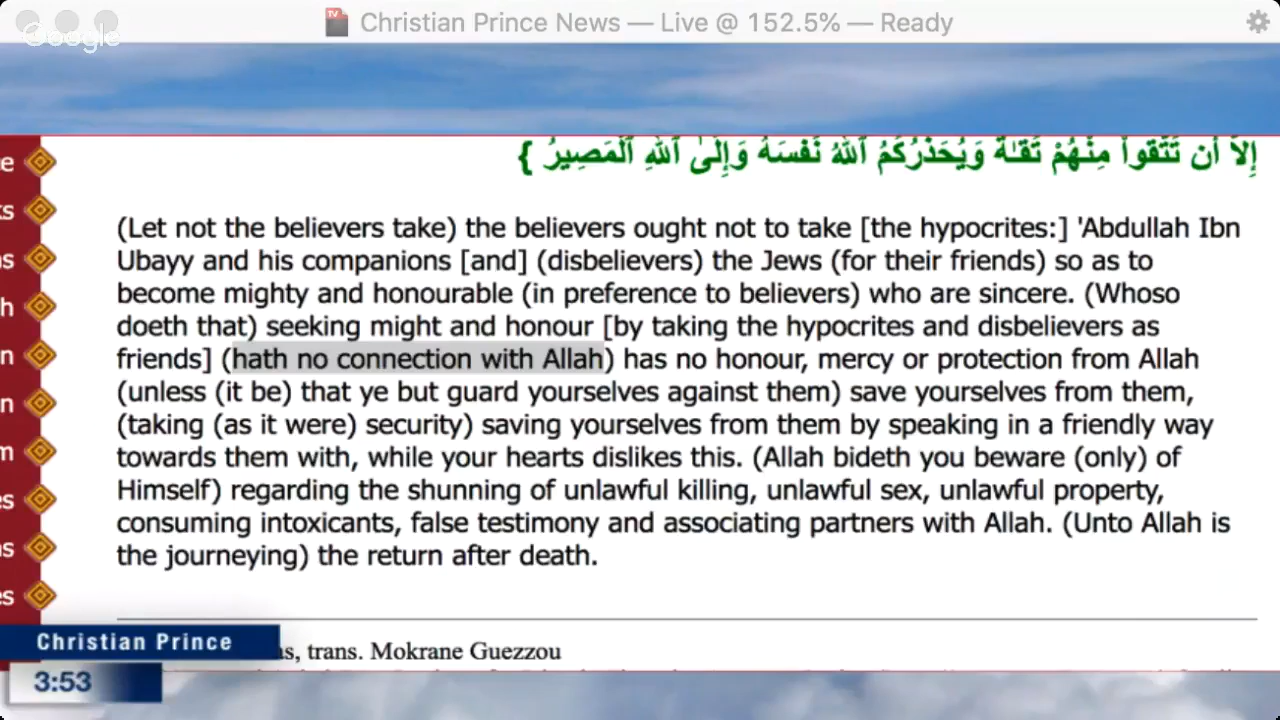 Christian Prince News — Live @ 152.5% — Ready
Google
إِلاَّ أَن تَتَّقُواْ مِنْهُمْ تُقَاةً وَيُحَذِّرُكُمُ ٱللَّهُ نَفْسَهُ وَإِلَىٰ ٱللَّهِ ٱلْمَصِيرُ }
(Let not the believers take) the believers ought not to take [the hypocrites:] 'Abdullah Ibn
Ubayy and his companions [and] (disbelievers) the Jews (for their friends) so as to
become mighty and honourable (in preference to believers) who are sincere. (Whoso
doeth that) seeking might and honour [by taking the hypocrites and disbelievers as
friends] (hath no connection with Allah) has no honour, mercy or protection from Allah
(unless (it be) that ye but guard yourselves against them) save yourselves from them,
(taking (as it were) security) saving yourselves from them by speaking in a friendly way
towards them with, while your hearts dislikes this. (Allah bideth you beware (only) of
Himself) regarding the shunning of unlawful killing, unlawful sex, unlawful property,
consuming intoxicants, false testimony and associating partners with Allah. (Unto Allah is
the journeying) the return after death.
Christian Prince
as, trans. Mokrane Guezzou
3:53